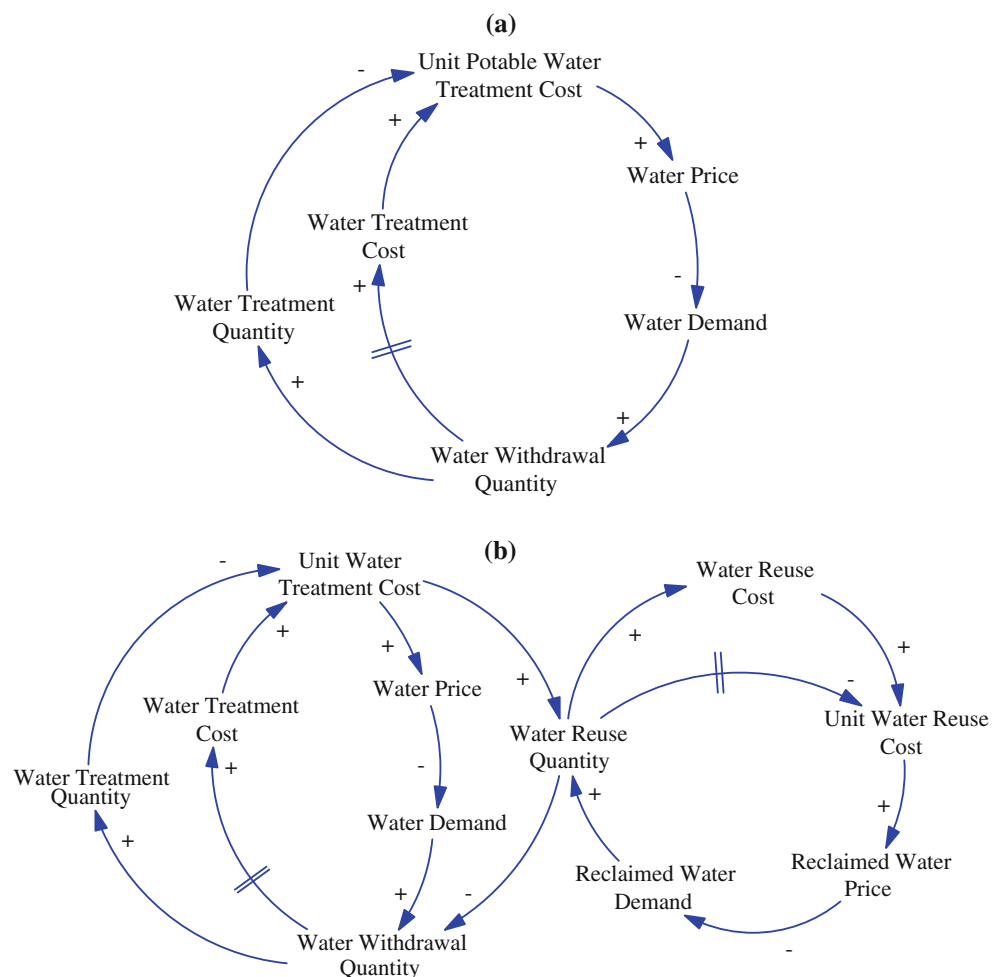 (a)
-
Unit Potable Water
Treatment Cost
+
+
Water Price
Water Treatment
Cost
-
+
Water Treatment
Quantity
Water Demand
+
+
Water Withdrawal
Quantity
(b)
-
Unit Water
Treatment Cost
Water Reuse
Cost
+
+
+
+
+
-
Water Price
Water Treatment
Cost
Water Reuse
Quantity
Unit Water Reuse
Cost
-
+
Water Treatment
Quantity
+
+
Water Demand
+
Reclaimed Water
Price
Reclaimed Water
Demand
+
-
-
Water Withdrawal
Quantity